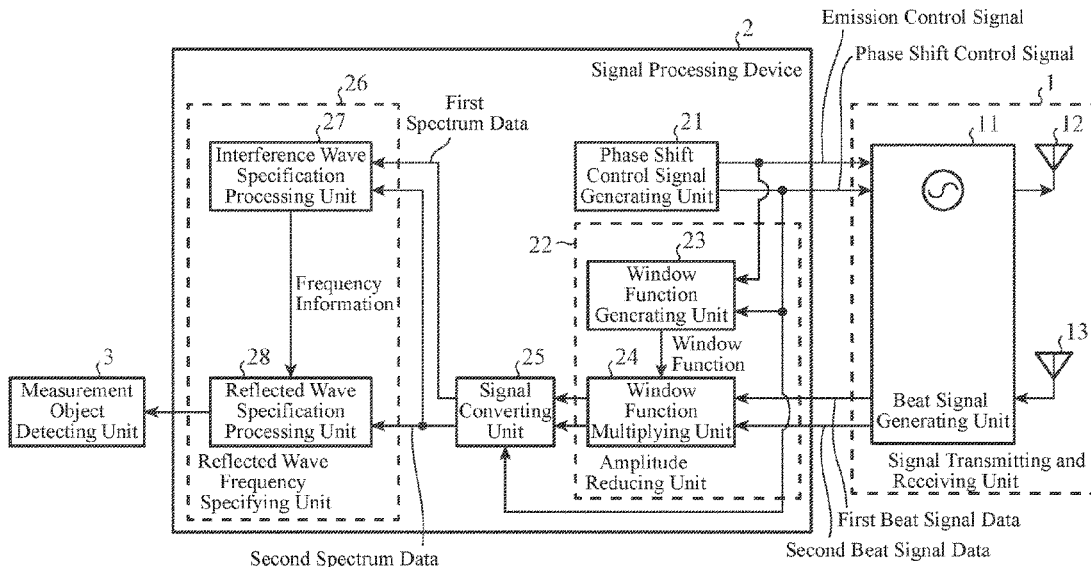 Emission Control Signal
2
Phase Shift Control Signal
Signal Processing Device
26
First
Spectrum Data
27
Interference Wave
Specification
Processing Unit
21
Phase Shift
Control Signal
Generating Unit
1
11
12
22
23
Window
Function
Generating Unit
Frequency
Information
Window
Function
13
3
Measurement
Object
Detecting Unit
28
Reflected Wave
Specification
Processing Unit
25
Signal
Converting
Unit
24
Window
Function
Multiplying Unit
Beat Signal
Generating Unit
Reflected Wave
Frequency
Specifying Unit
Amplitude
Reducing Unit
Signal Transmitting and
Receiving Unit
First Beat Signal Data
Second Spectrum Data
Second Beat Signal Data